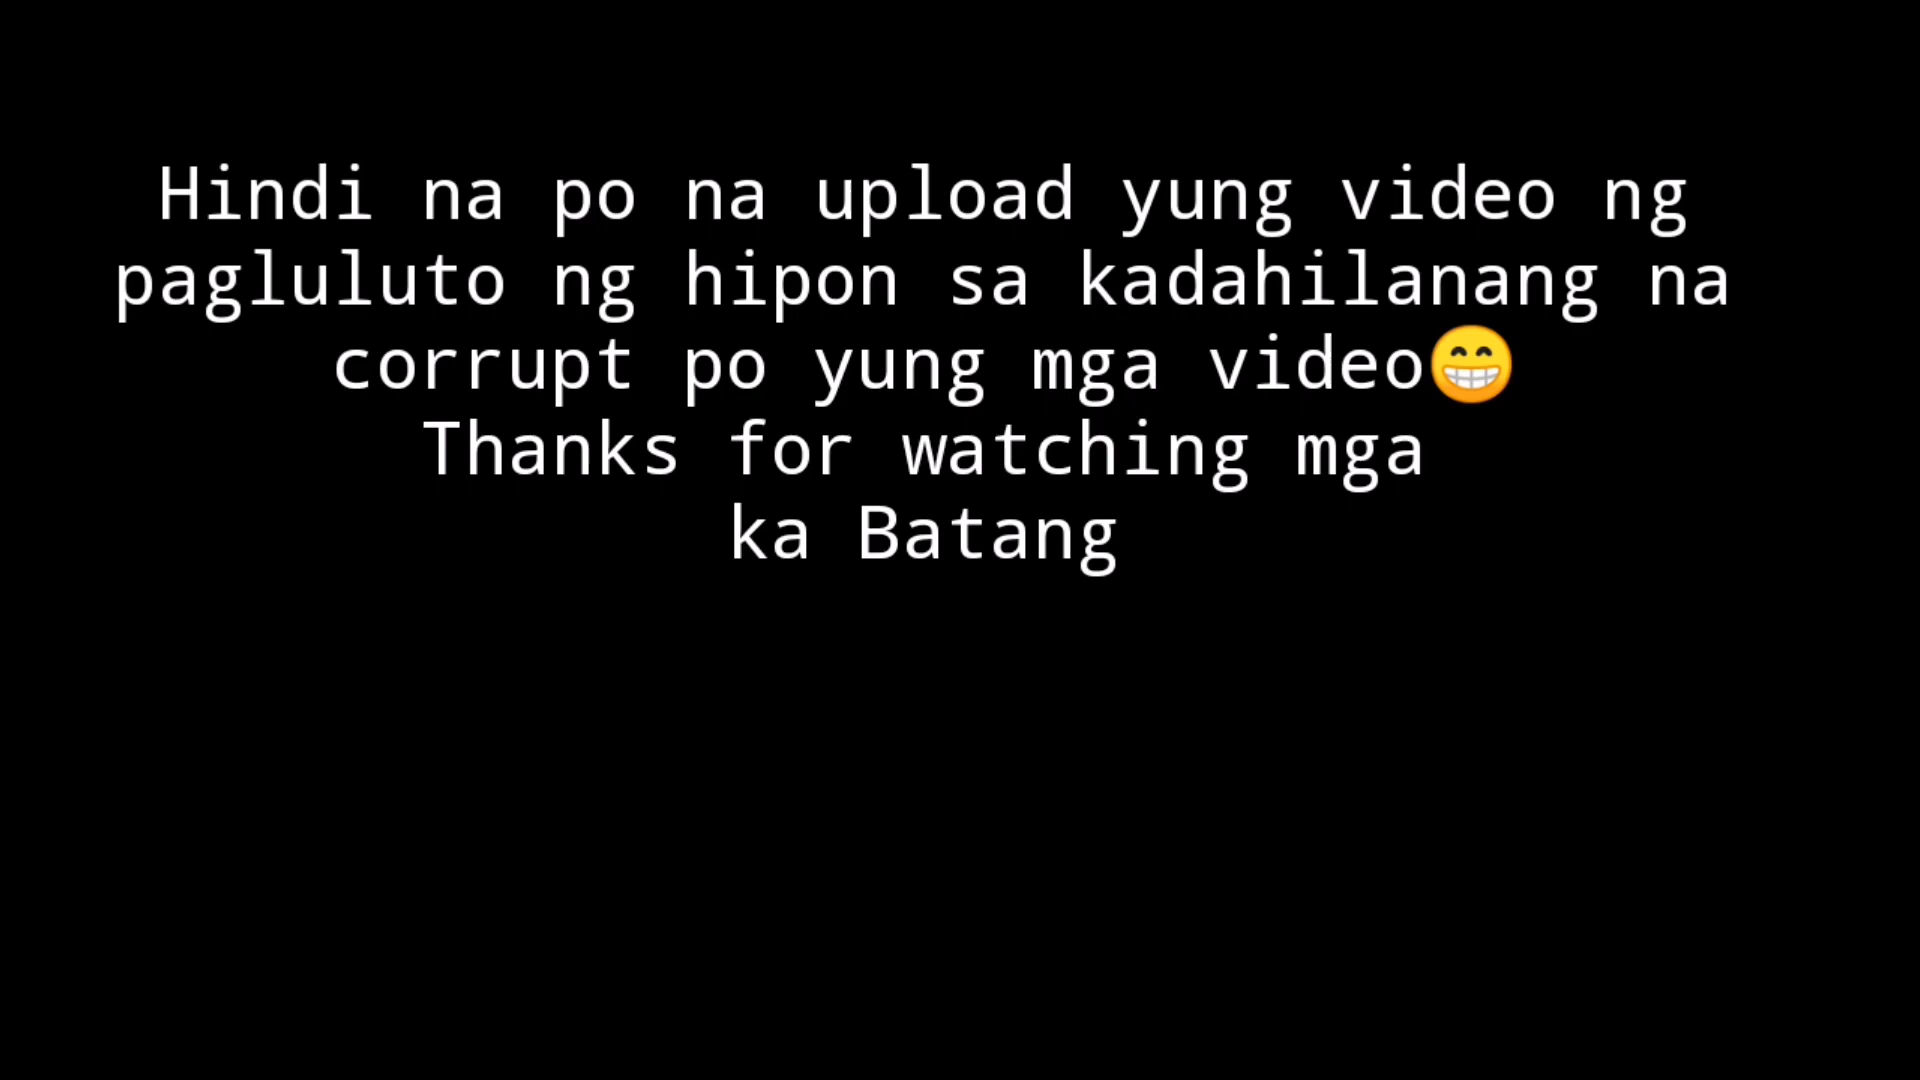 Hindi na po na upload yung video ng
pagluluto ng hipon sa kadahilanang na
corrupt po yung mga video😁
Thanks for watching mga
ka Batang